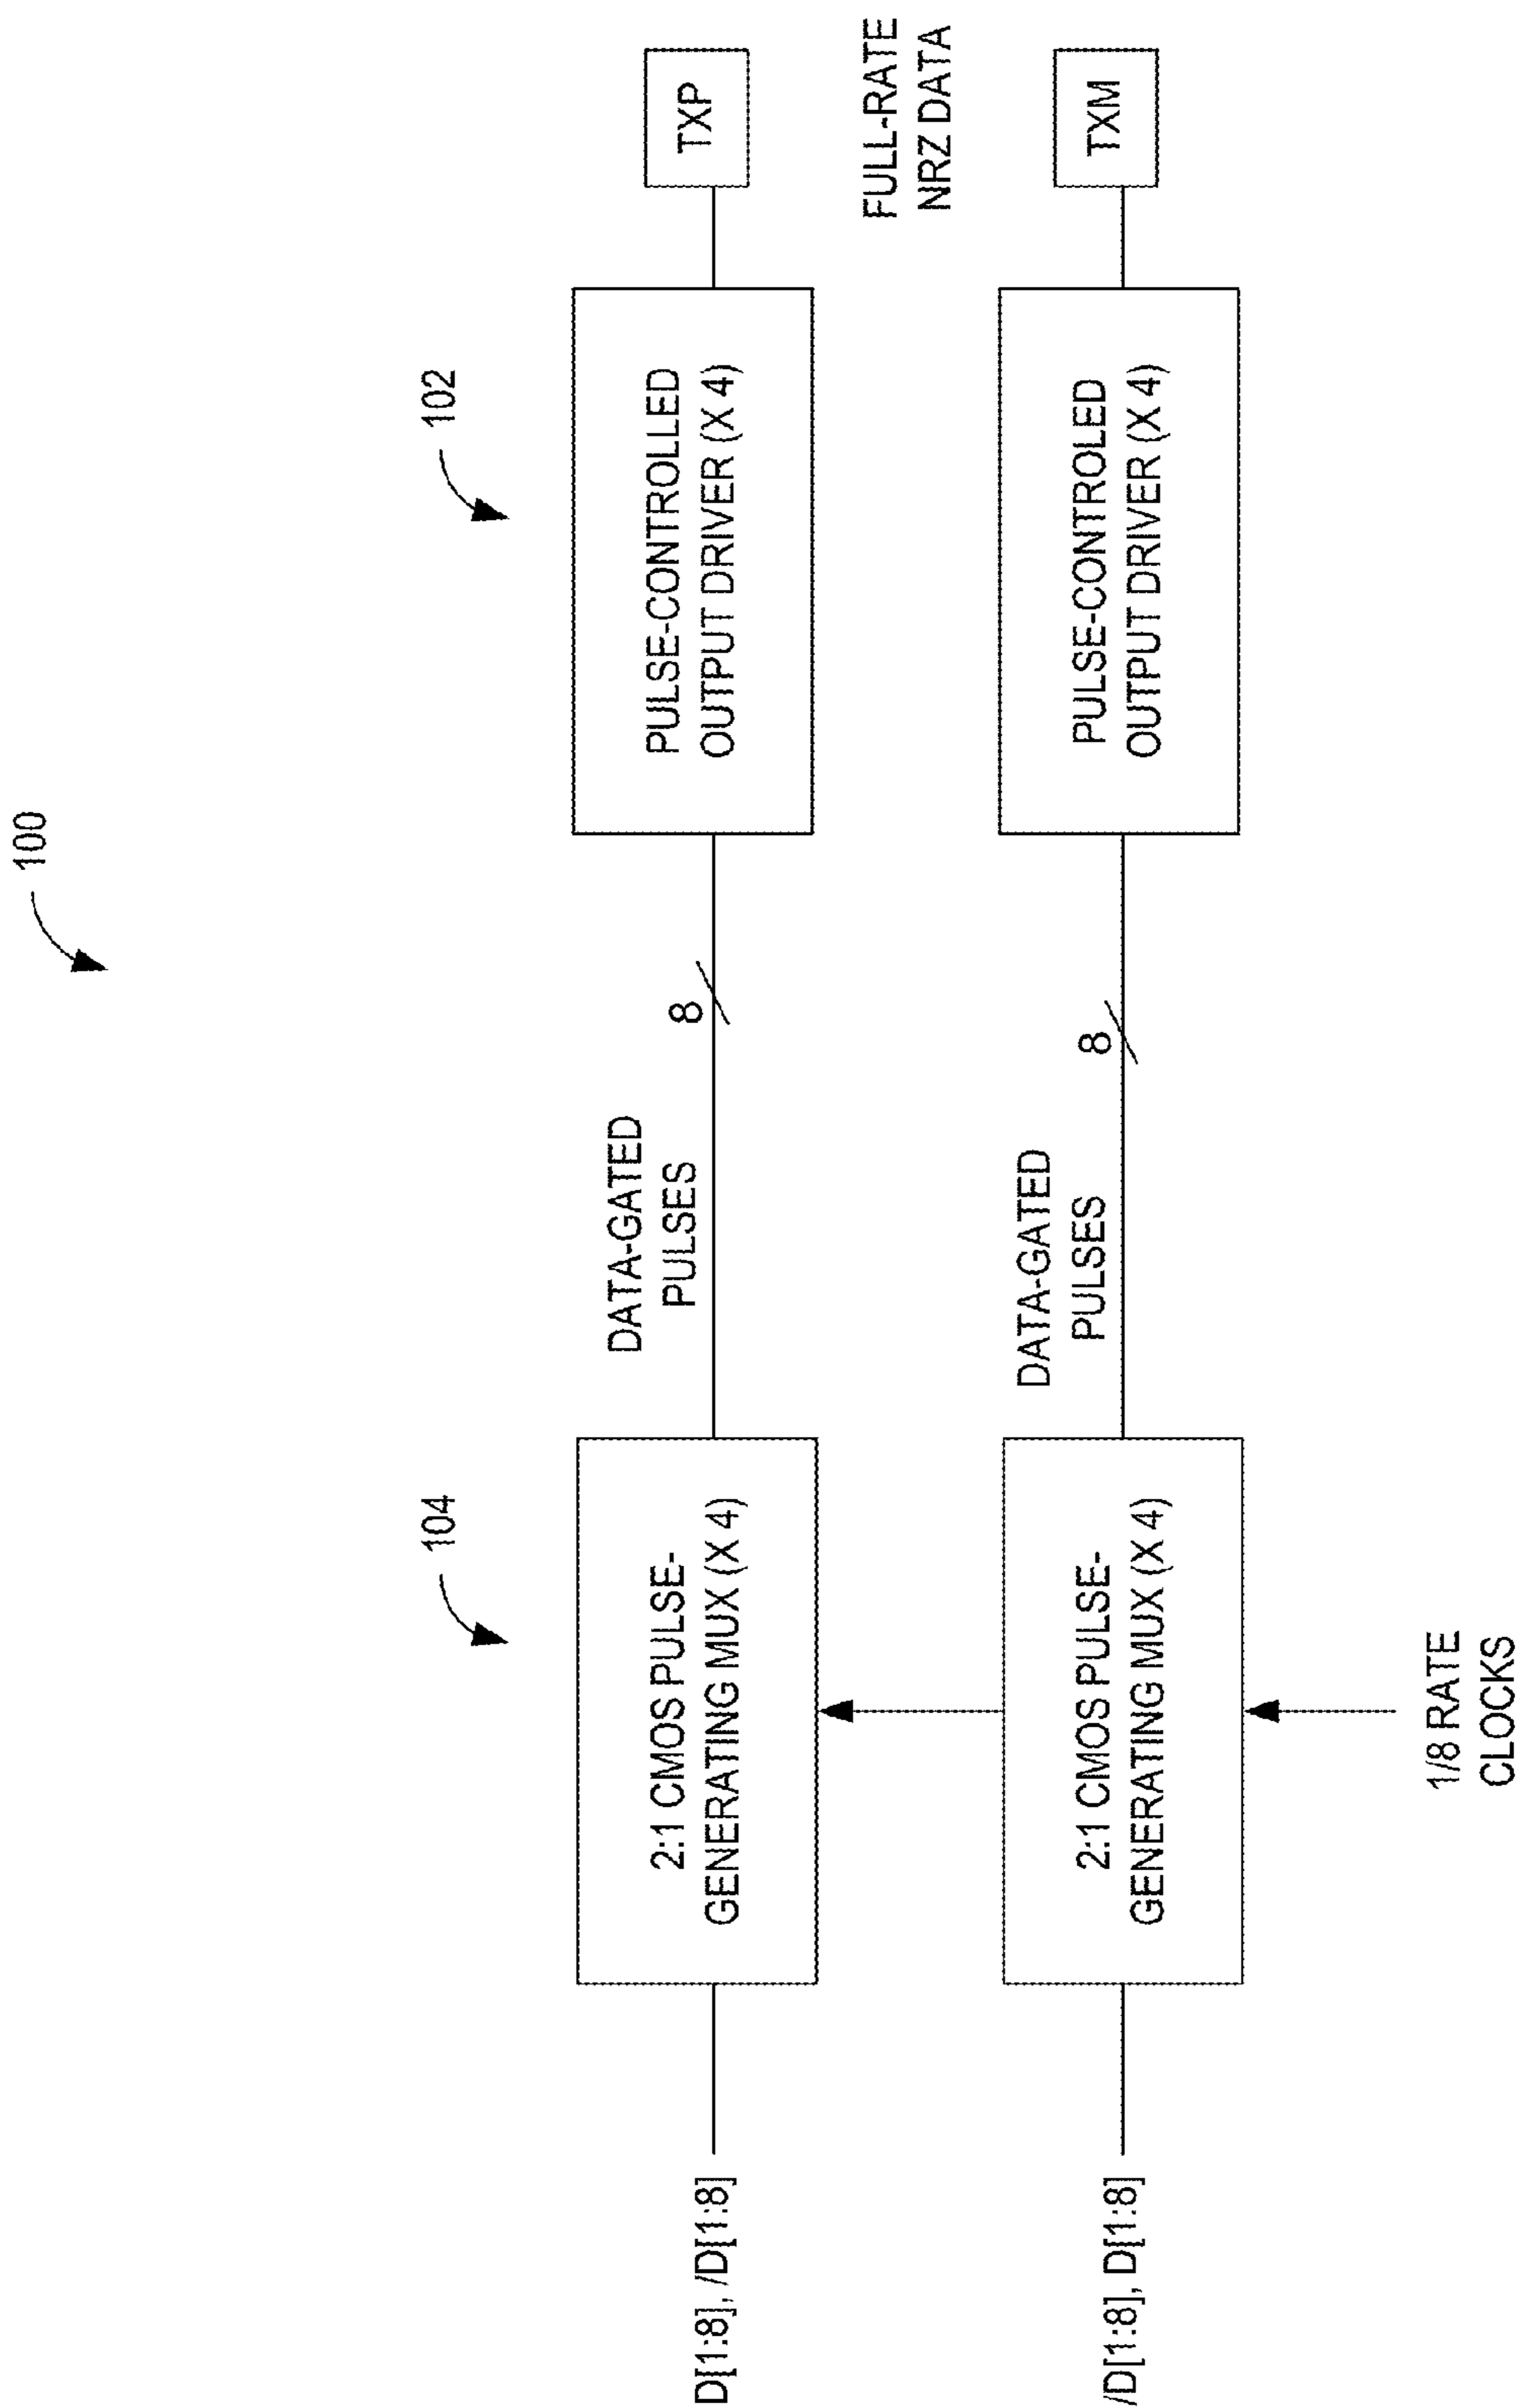 100
104
102
D[1:8], /D[1:8]
2:1 CMOS PULSE-
GENERATING MUX (X 4)
DATA-GATED
PULSES
8
PULSE-CONTROLLED
OUTPUT DRIVER (X 4)
TXP
FULL-RATE
NRZ DATA
/D[1:8], D[1:8]
2:1 CMOS PULSE-
GENERATING MUX (X 4)
DATA-GATED
PULSES
8
PULSE-CONTROLED
OUTPUT DRIVER (X 4)
TXM
1/8 RATE
CLOCKS